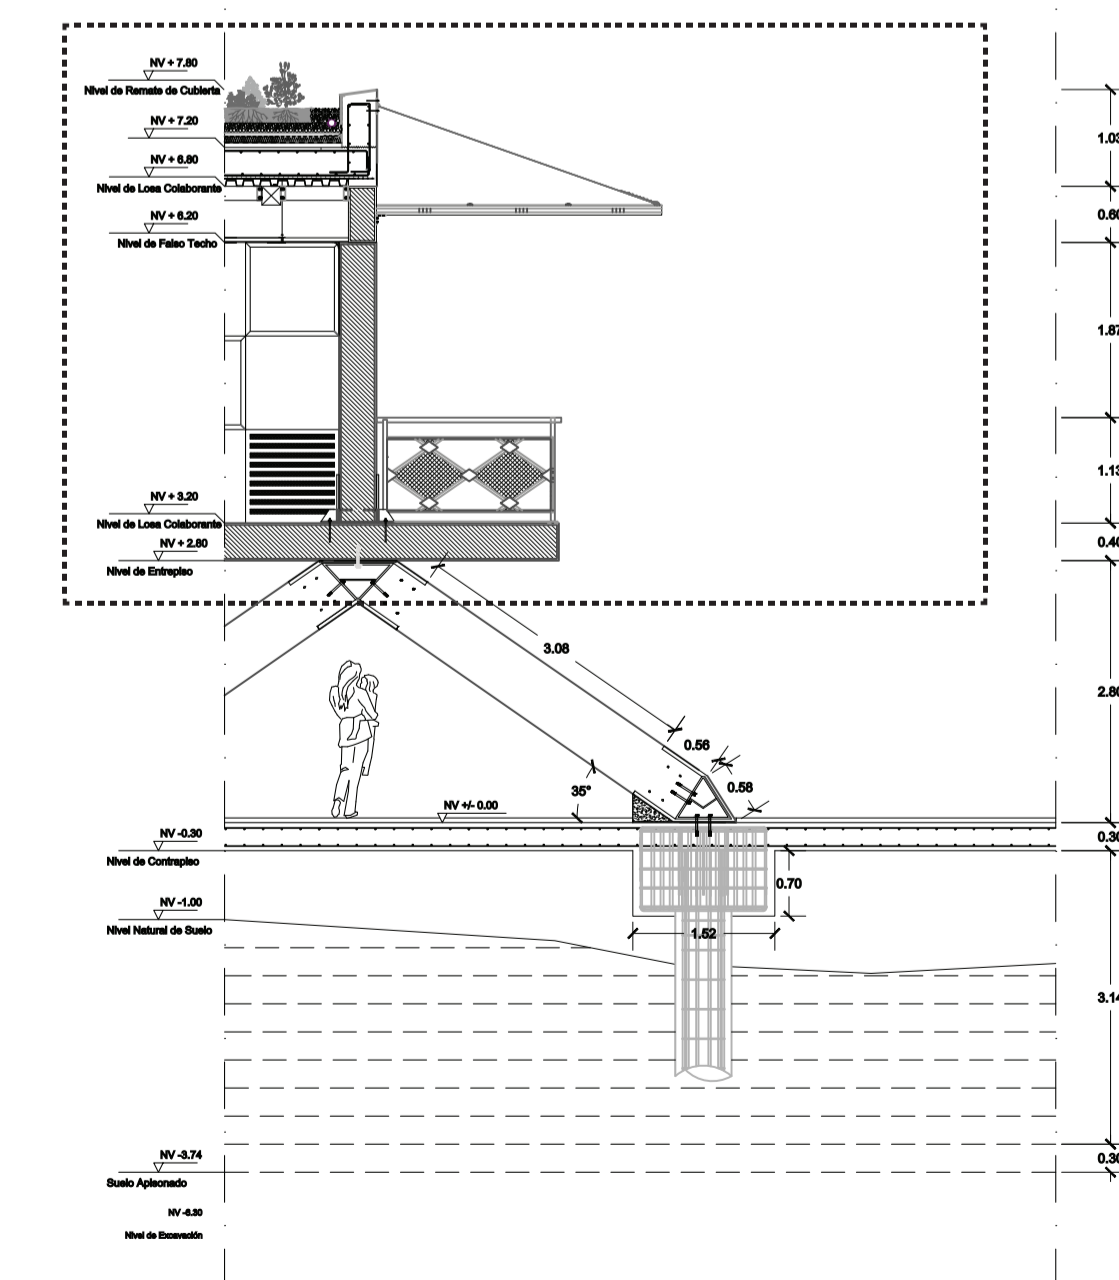 NV + 7.80
Nivel de Remate de Cubierta
NV + 7.20
NV + 6.80
Nivel de Losa Colaborante
NV + 6.20
Nivel de Falso Techo
NV + 3.20
Nivel de Losa Colaborante
NV + 2.80
Nivel de Entrepiso
3.08
0.56
0.58
35°
NV +/- 0.00
NV -0.30
Nivel de Contrapiso
0.70
NV -1.00
Nivel Natural de Suelo
1.52
NV -3.74
Suelo Apisonado
NV -6.30
Nivel de Excavación
1.03
0.60
1.87
1.13
0.40
2.80
0.30
3.14
0.30